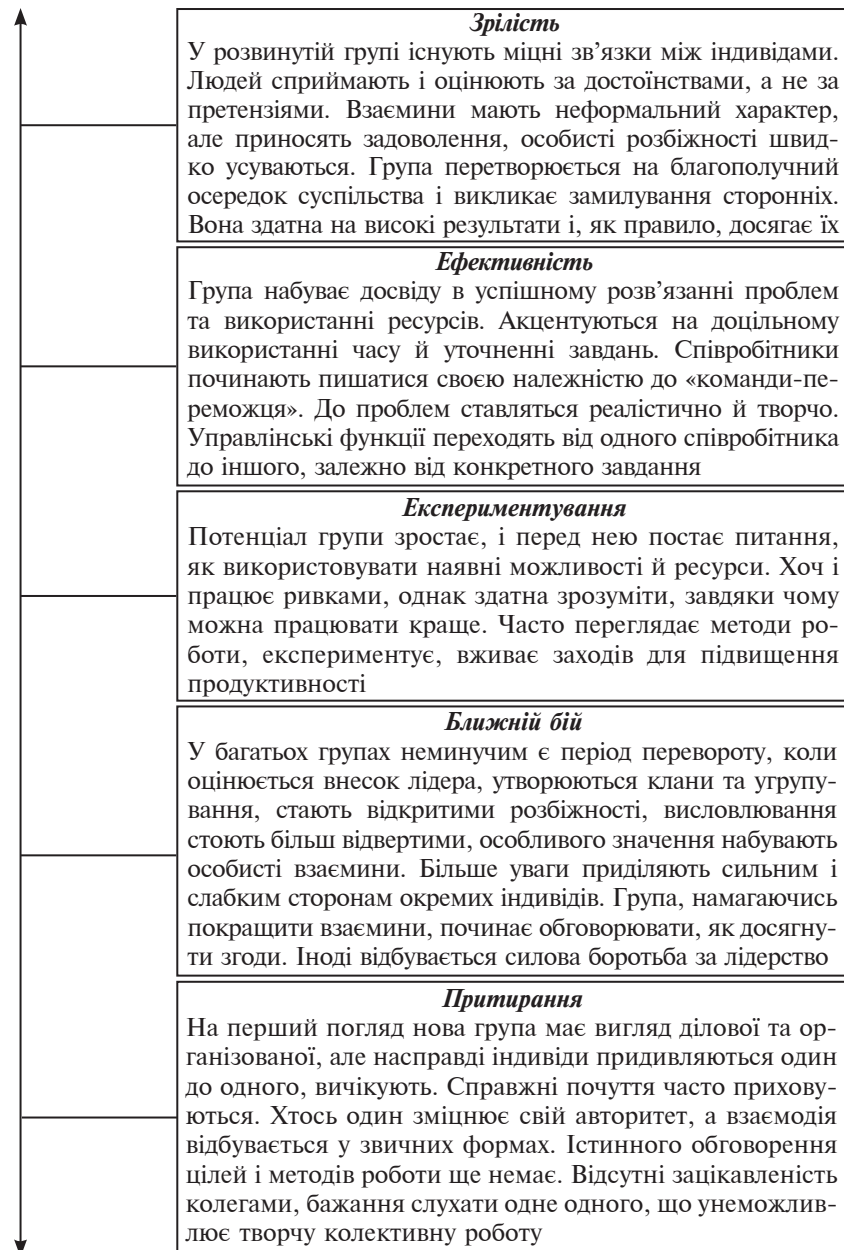 Зрілість
У розвинутій групі існують міцні зв'язки між індивідами.
Людей сприймають і оцінюють за достоїнствами, а не за
претензіями. Взаємини мають неформальний характер,
але приносять задоволення, особисті розбіжності швид-
ко усуваються. Група перетворюється на благополучний
осередок суспільства і викликає замилування сторонніх.
Вона здатна на високі результати і, як правило, досягає їх
Ефективність
Група набуває досвіду в успішному розв'язанні проблем
та використанні ресурсів. Акцентуються на доцільному
використанні часу й уточненні завдань. Співробітники
починають пишатися своєю належністю до «команди-пе-
реможця». До проблем ставляться реалістично й творчо.
Управлінські функції переходять від одного співробітника
до іншого, залежно від конкретного завдання
Експериментування
Потенціал групи зростає, і перед нею постає питання,
як використовувати наявні можливості й ресурси. Хоч і
працює ривками, однак здатна зрозуміти, завдяки чому
можна працювати краще. Часто переглядає методи ро-
боти, експериментує, вживає заходів для підвищення
продуктивності
Ближній бій
У багатьох групах неминучим є період перевороту, коли
оцінюється внесок лідера, утворюються клани та угрупу-
вання, стають відкритими розбіжності, висловлювання
стоють більш відвертими, особливого значення набувають
особисті взаємини. Більше уваги приділяють сильним і
слабким сторонам окремих індивідів. Група, намагаючись
покращити взаємини, починає обговорювати, як досягну-
ти згоди. Іноді відбувається силова боротьба за лідерство
Притирання
На перший погляд нова група має вигляд ділової та ор-
ганізованої, але насправді індивіди придивляються один
до одного, вичікують. Справжні почуття часто приховy-
ються. Хтось один зміцнює свій авторитет, а взаємодія
відбувається у звичних формах. Істинного обговорення
цілей і методів роботи ще немає. Відсутні зацікавленість
колегами, бажання слухати одне одного, що унеможлив-
лює творчу колективну роботу